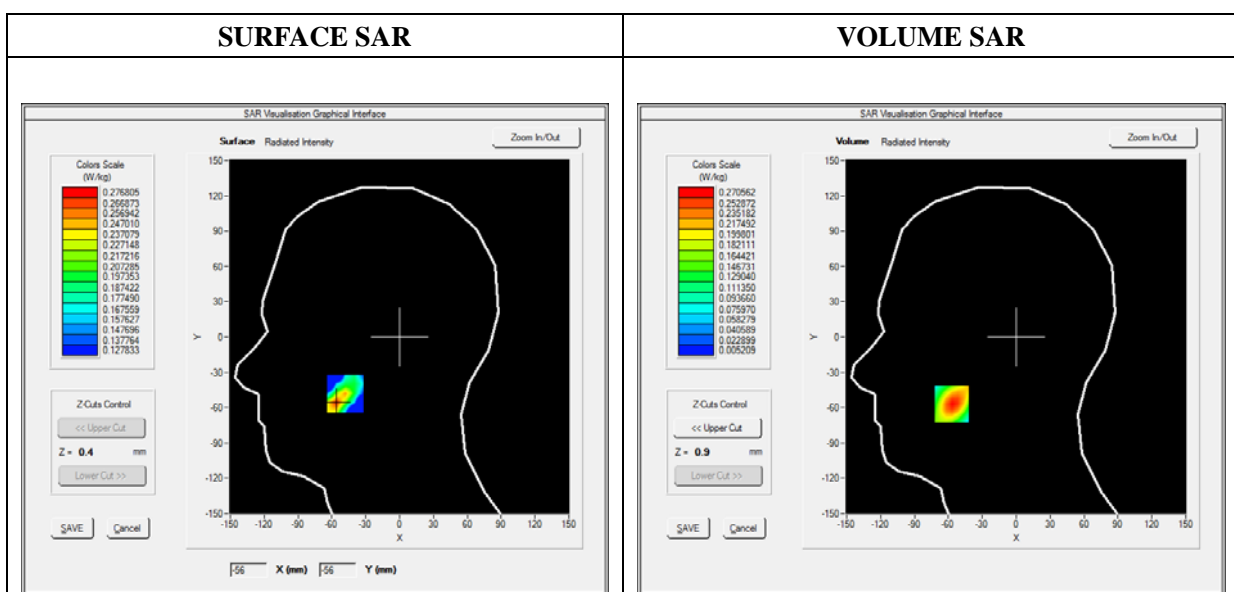 SURFACE SAR
VOLUME SAR
SAR Visualisation Graphical Interface
Surface Radiated Intensity
Zoom In/Out
Colors Scale
(W/kg)
0.276805
0.266873
0.256942
0.247010
0.237079
0.227148
0.217216
0.207285
0.197353
0.187422
0.177490
0.167559
0.157627
0.147696
0.137764
0.127833
Z-Cuts Control
<< Upper Cut
Z = 0.4 mm
Lower Cut >>
SAVE Cancel
150
120
90
60
30
0
-30
-60
-90
-120
-150
Y
-150 -120 -90 -60 -30 0 30 60 90 120 150
X
-56 X (mm) -56 Y (mm)
SAR Visualisation Graphical Interface
Volume Radiated Intensity
Zoom In/Out
Colors Scale
(W/kg)
0.270562
0.252872
0.235182
0.217492
0.199801
0.182111
0.164421
0.146731
0.129040
0.111350
0.093660
0.075970
0.058279
0.040589
0.022899
0.005209
Z-Cuts Control
<< Upper Cut
Z = 0.9 mm
Lower Cut >>
SAVE Cancel
150
120
90
60
30
0
-30
-60
-90
-120
-150
Y
-150 -120 -90 -60 -30 0 30 60 90 120 150
X